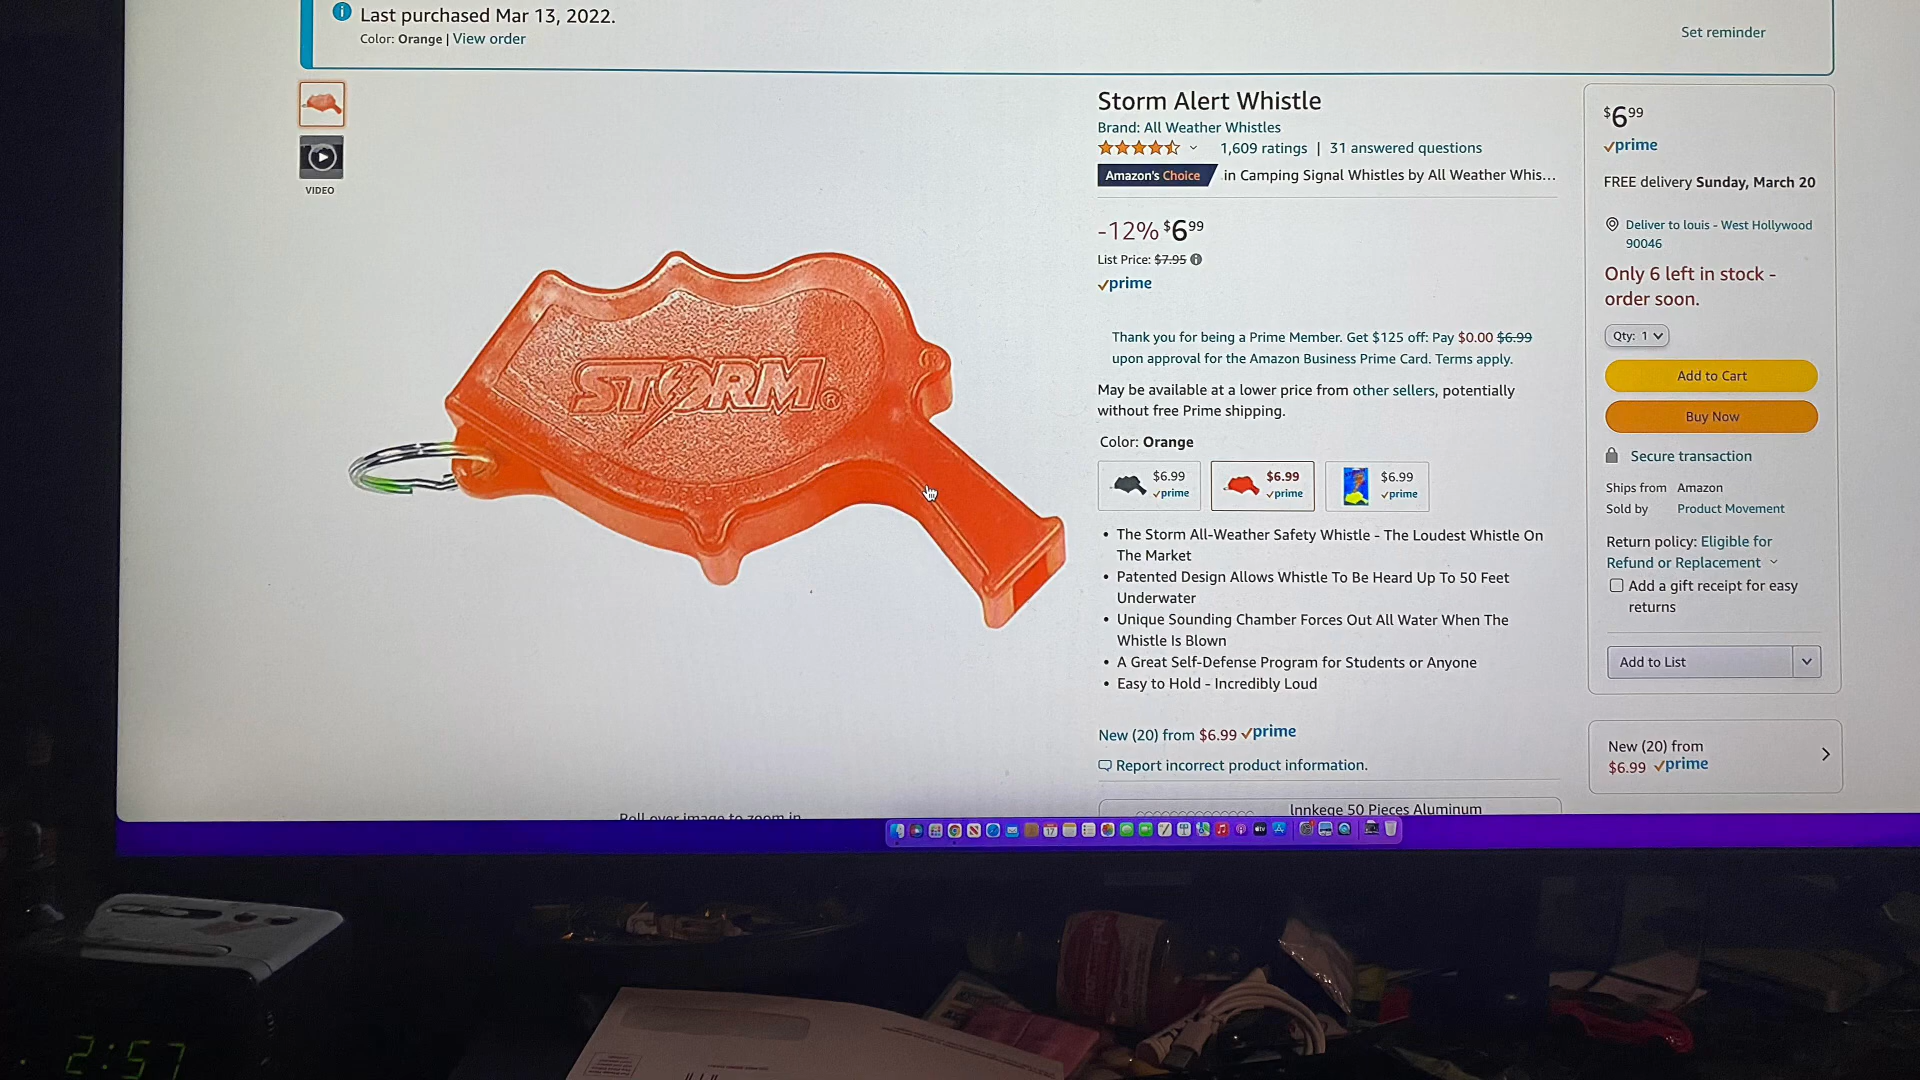 Last purchased Mar 13, 2022.
Color: Orange | View order
Set reminder
VIDEO
STORM®
Roll over image to zoom in
Storm Alert Whistle
Brand: All Weather Whistles
1,609 ratings | 31 answered questions
Amazon's Choice in Camping Signal Whistles by All Weather Whis...
-12% $6.99
List Price: $7.95
prime
Thank you for being a Prime Member. Get $125 off: Pay $0.00 $6.99
upon approval for the Amazon Business Prime Card. Terms apply.
May be available at a lower price from other sellers, potentially
without free Prime shipping.
Color: Orange
$6.99 prime
$6.99 prime
$6.99 prime
• The Storm All-Weather Safety Whistle - The Loudest Whistle On
The Market
• Patented Design Allows Whistle To Be Heard Up To 50 Feet
Underwater
• Unique Sounding Chamber Forces Out All Water When The
Whistle Is Blown
• A Great Self-Defense Program for Students or Anyone
• Easy to Hold - Incredibly Loud
New (20) from $6.99 prime
Report incorrect product information.
Innkege 50 Pieces Aluminum
$6.99
prime
FREE delivery Sunday, March 20
Deliver to louis - West Hollywood
90046
Only 6 left in stock -
order soon.
Qty: 1
Add to Cart
Buy Now
Secure transaction
Ships from Amazon
Sold by Product Movement
Return policy: Eligible for
Refund or Replacement
Add a gift receipt for easy
returns
Add to List
New (20) from
$6.99 prime
17
tv
2:57